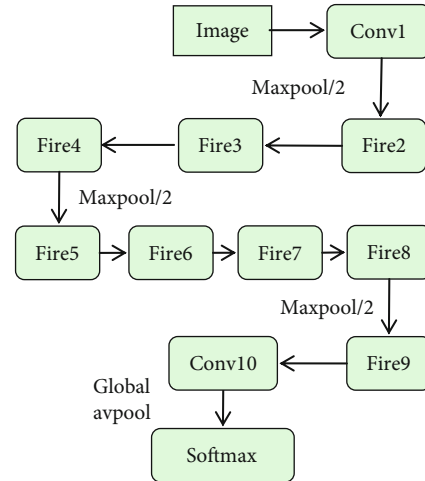 Image
Conv1
Maxpool/2
Fire4
Fire3
Fire2
Maxpool/2
Fire5
Fire6
Fire7
Fire8
Maxpool/2
Conv10
Fire9
Global
avpool
Softmax